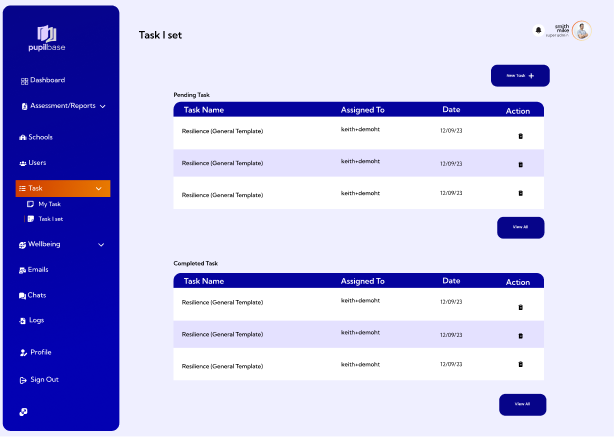 pupilbase
Dashboard
Assessment/Reports
Schools
Users
Task
My Task
Task I set
Wellbeing
Emails
Chats
Logs
Profile
Sign Out
Task I set
smith
mike
super admin
New Task +
Pending Task
Task Name Assigned To Date Action
Resilience (General Template) keith+demoht 12/09/23
Resilience (General Template) keith+demoht 12/09/23
Resilience (General Template) keith+demoht 12/09/23
View All
Completed Task
Task Name Assigned To Date Action
Resilience (General Template) keith+demoht 12/09/23
Resilience (General Template) keith+demoht 12/09/23
Resilience (General Template) keith+demoht 12/09/23
View All